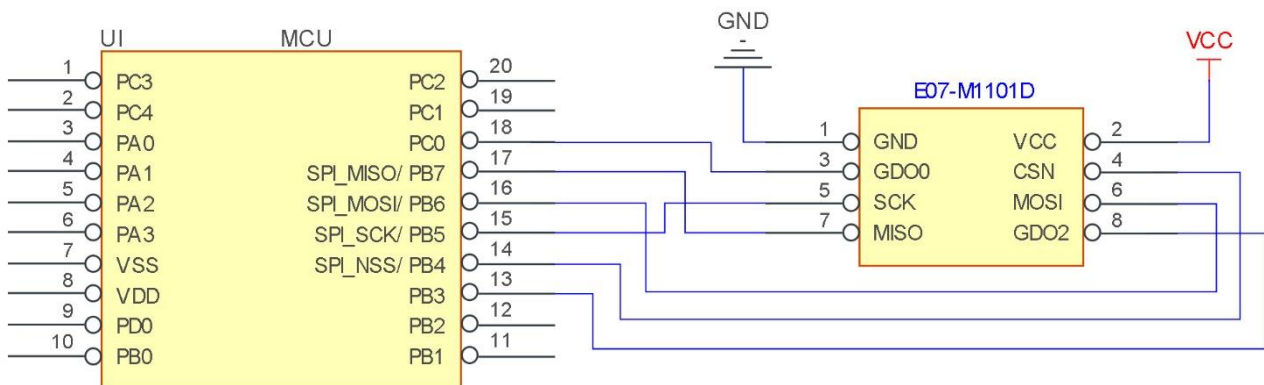 GND
UI MCU
VCC
E07-M1101D
1 PC3
2 PC4
3 PA0
4 PA1
5 PA2
6 PA3
7 VSS
8 VDD
9 PD0
10 PB0
PC2 20
PC1 19
PC0 18
SPI_MISO/ PB7 17
SPI_MOSI/ PB6 16
SPI_SCK/ PB5 15
SPI_NSS/ PB4 14
PB3 13
PB2 12
PB1 11
1 GND VCC 2
3 GDO0 CSN 4
5 SCK MOSI 6
7 MISO GDO2 8